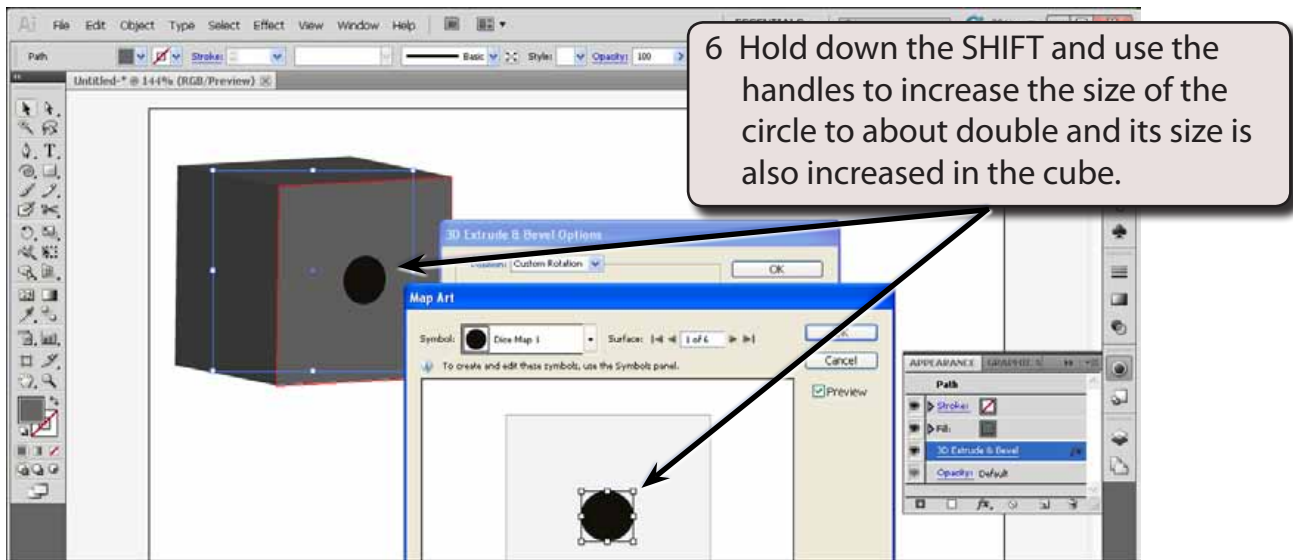 Ai File Edit Object Type Select Effect View Window Help
Path Stroke: Basic Style: Opacity: 100
Untitled-* @ 144% (RGB/Preview)
6 Hold down the SHIFT and use the
handles to increase the size of the
circle to about double and its size is
also increased in the cube.
3D Extrude & Bevel Options
Position: Custom Rotation OK
Map Art
Symbol: Dice Map 1 Surface: 1 of 6
To create and edit these symbols, use the Symbols panel.
Cancel
Preview
APPEARANCE
Path
Stroke:
Fill:
3D Extrude & Bevel
Opacity: Default
fx.